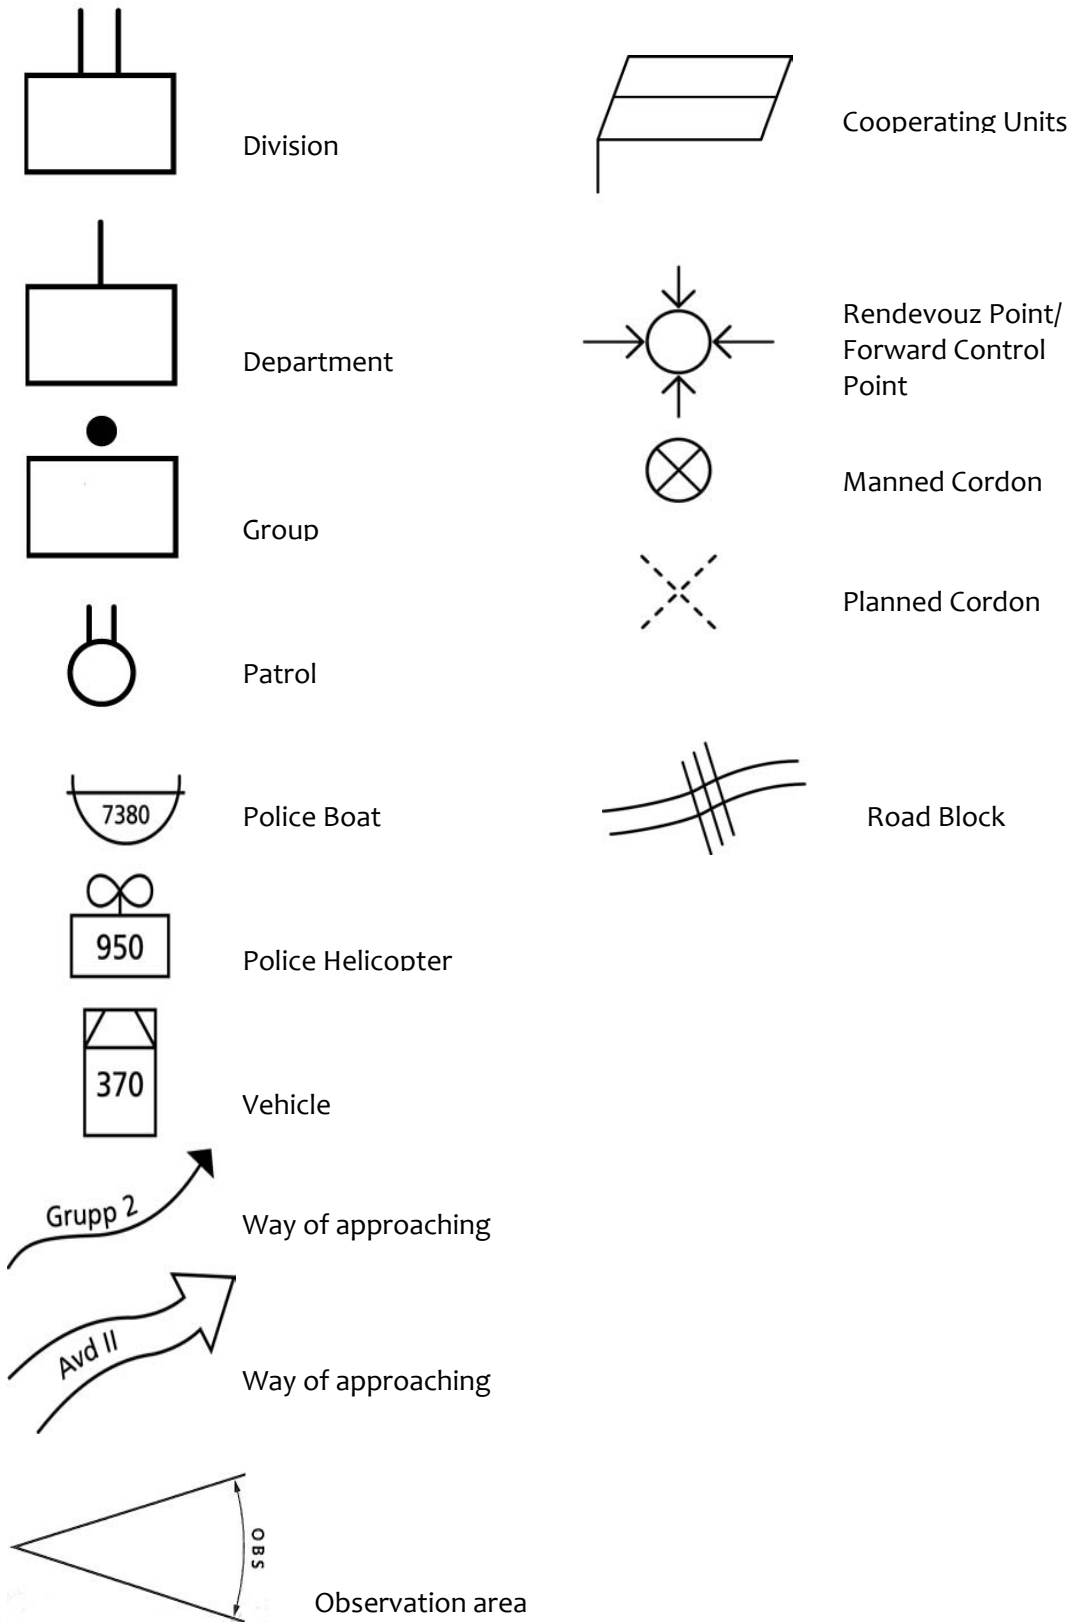 Division
Department
Group
Patrol
7380
Police Boat
950
Police Helicopter
370
Vehicle
Grupp 2
Way of approaching
Avd II
Way of approaching
OBS
Observation area
Cooperating Units
Rendevouz Point/
Forward Control
Point
Manned Cordon
Planned Cordon
Road Block